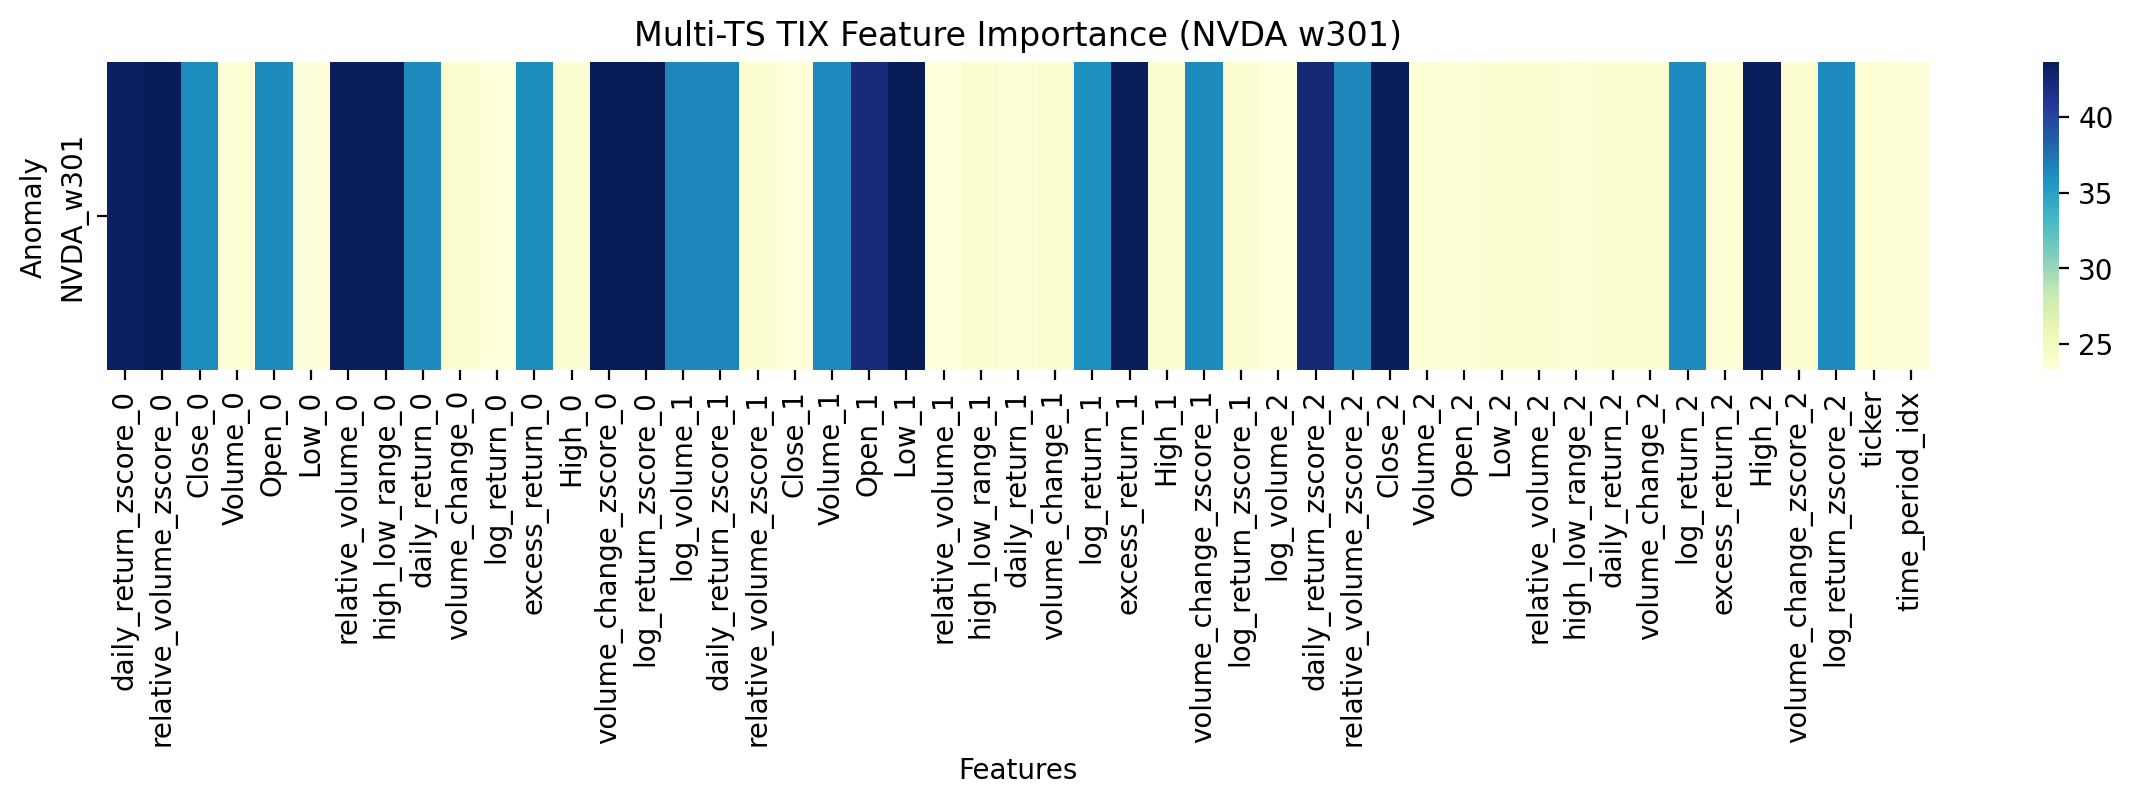 Multi-TS TIX Feature Importance (NVDA w301)
Anomaly
NVDA_w301
40
35
30
25
daily_return_zscore_0
relative_volume_zscore_0
Close_0
Volume_0
Open_0
Low_0
relative_volume_0
high_low_range_0
daily_return_0
volume_change_0
log_return_0
excess_return_0
High_0
volume_change_zscore_0
log_return_zscore_0
log_volume_1
daily_return_zscore_1
relative_volume_zscore_1
Close_1
Volume_1
Open_1
Low_1
relative_volume_1
high_low_range_1
daily_return_1
volume_change_1
log_return_1
excess_return_1
High_1
volume_change_zscore_1
log_return_zscore_1
log_volume_2
daily_return_zscore_2
relative_volume_zscore_2
Close_2
Volume_2
Open_2
Low_2
relative_volume_2
high_low_range_2
daily_return_2
volume_change_2
log_return_2
excess_return_2
High_2
volume_change_zscore_2
log_return_zscore_2
ticker
time_period_idx
Features